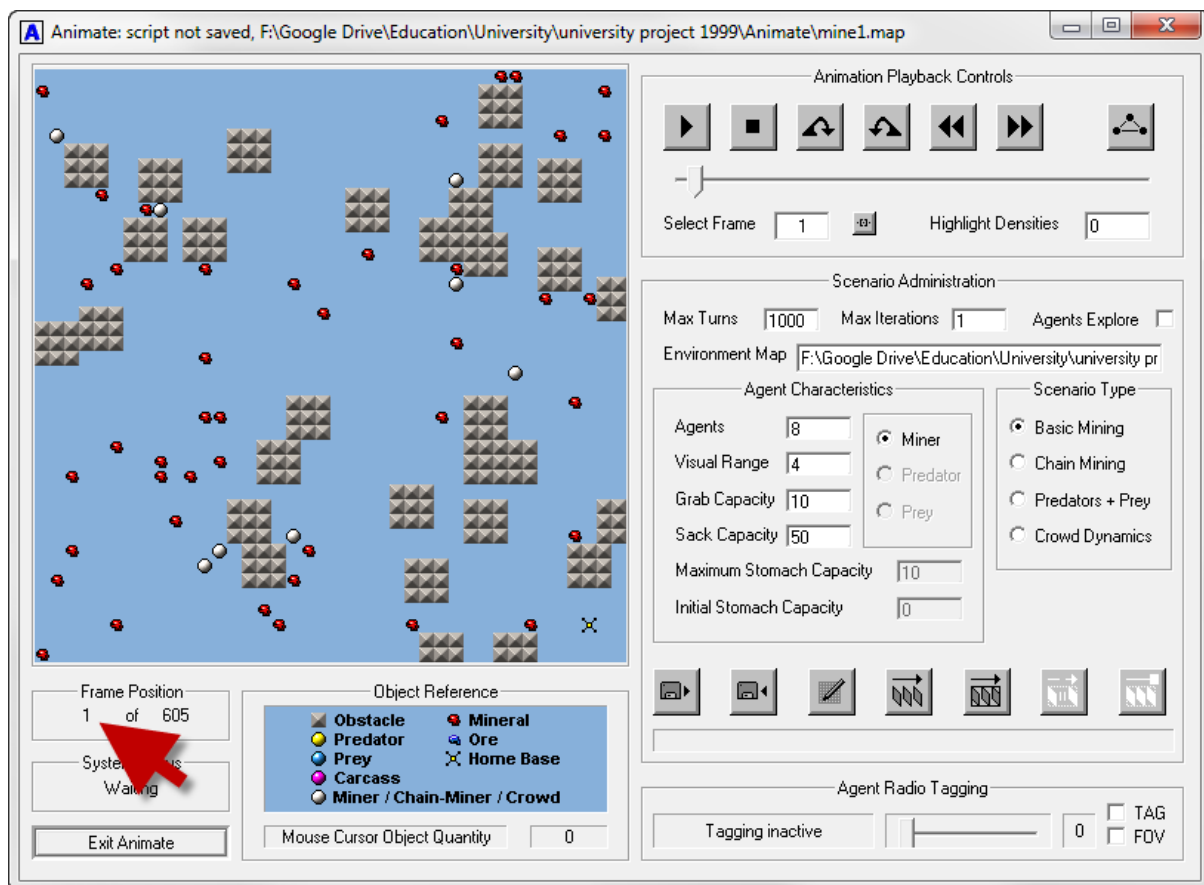 Animate: script not saved, F:\Google Drive\Education\University\university project 1999\Animate\mine1.map
Animation Playback Controls
Select Frame 1 Highlight Densities 0
Scenario Administration
Max Turns 1000 Max Iterations 1 Agents Explore
Environment Map F:\Google Drive\Education\University\university pr
Agent Characteristics
Agents 8
Visual Range 4
Grab Capacity 10
Sack Capacity 50
Maximum Stomach Capacity 10
Initial Stomach Capacity 0
Miner
Predator
Prey
Scenario Type
Basic Mining
Chain Mining
Predators + Prey
Crowd Dynamics
Frame Position
1 of 605
Waiting
Exit Animate
Object Reference
Obstacle Mineral
Predator Ore
Prey Home Base
Carcass
Miner / Chain-Miner / Crowd
Mouse Cursor Object Quantity 0
Agent Radio Tagging
Tagging inactive 0 TAG
FOV